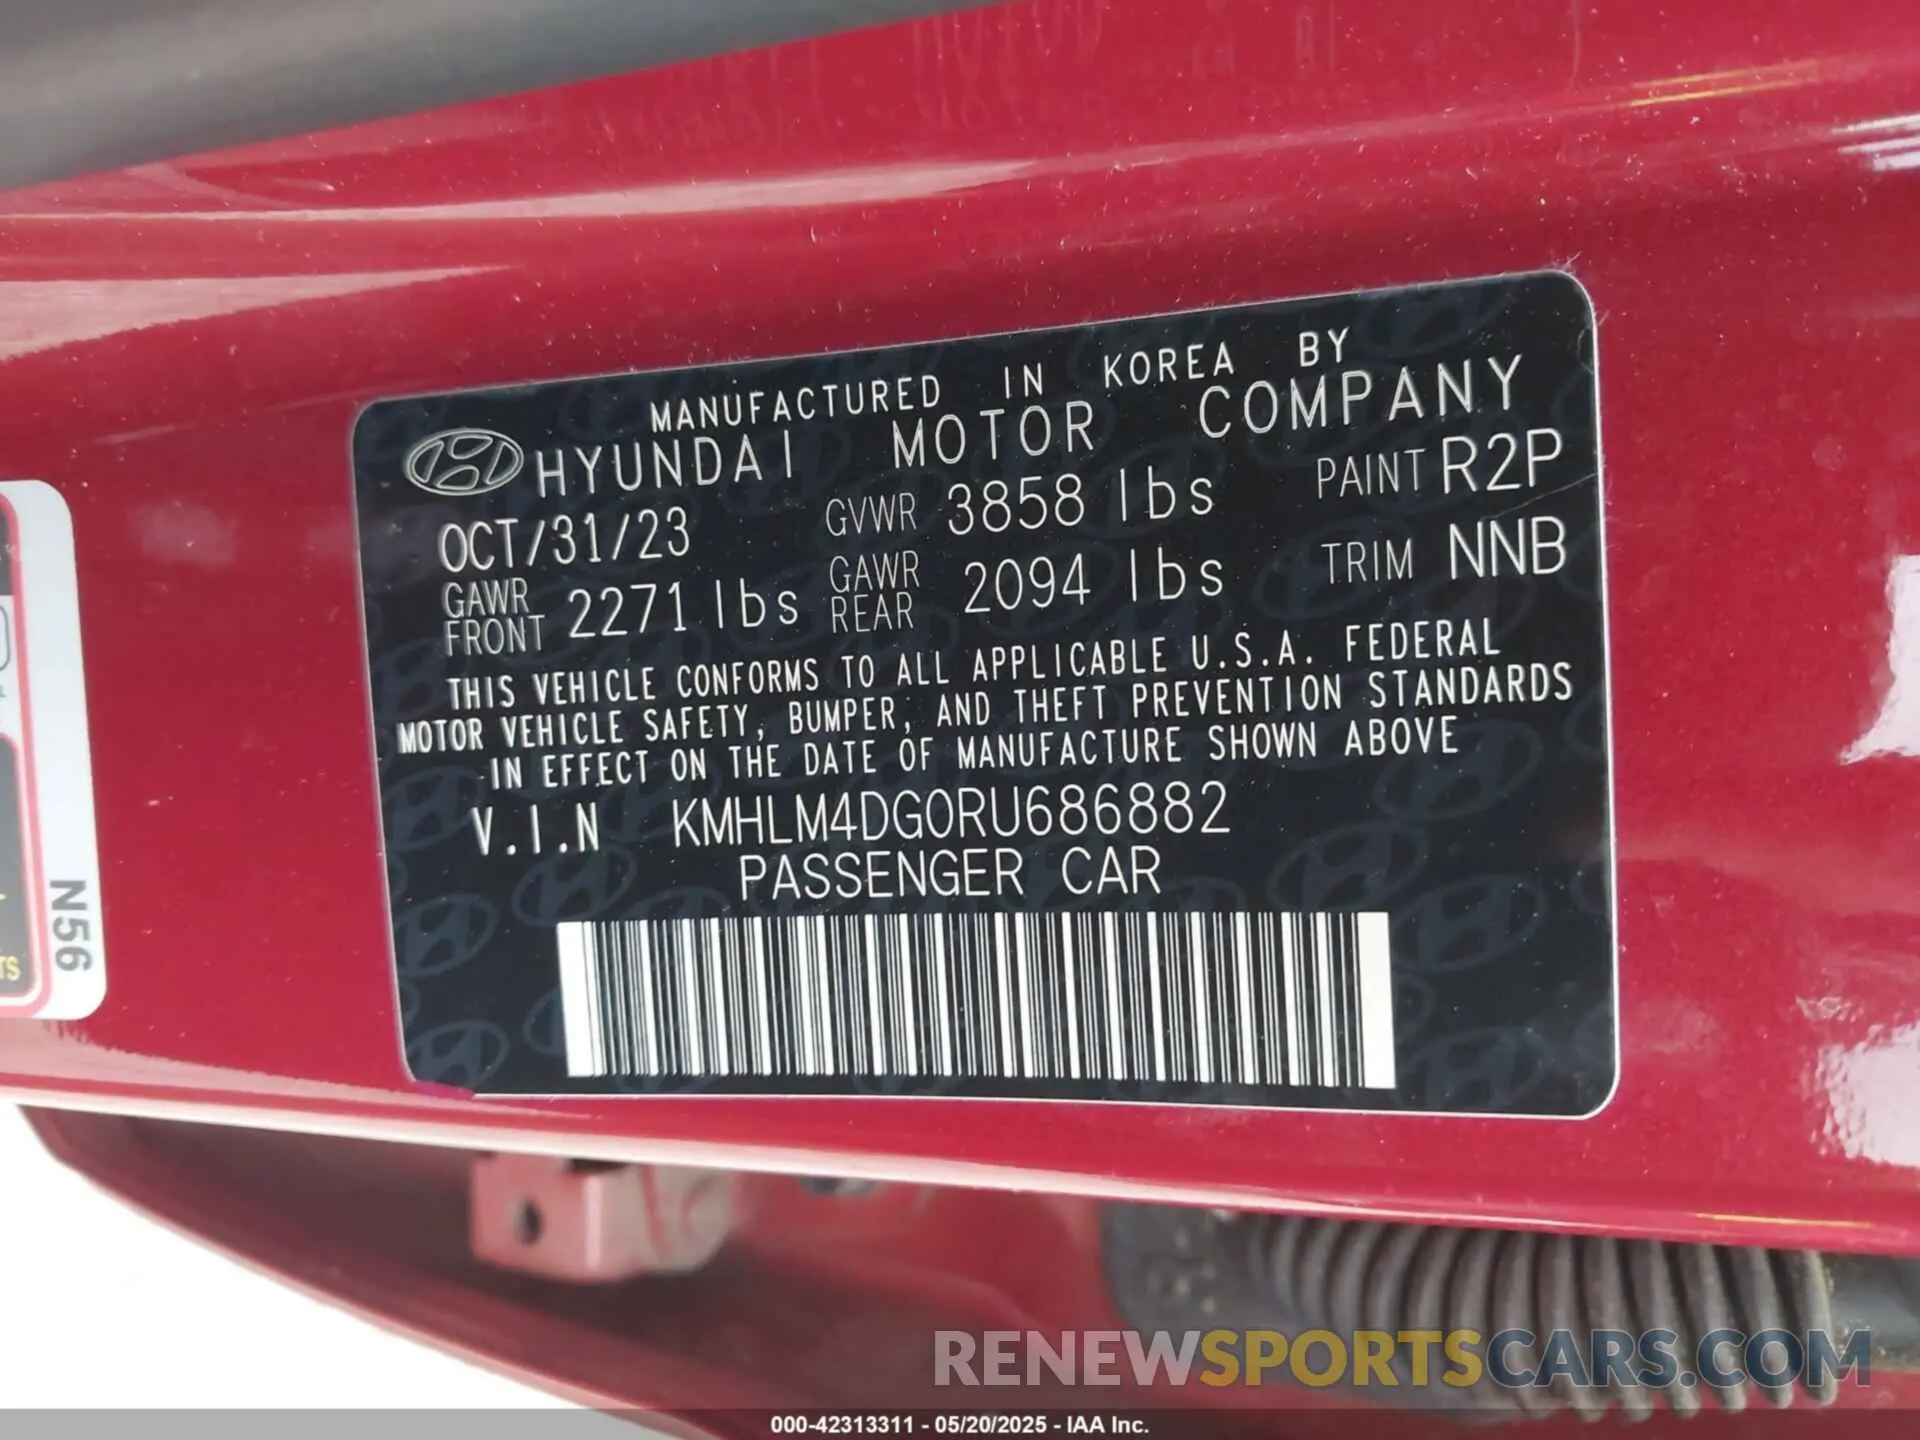 MANUFACTURED IN KOREA BY
HYUNDAI MOTOR COMPANY
OCT/31/23 GVWR 3858 lbs PAINT R2P
GAWR FRONT 2271 lbs GAWR REAR 2094 lbs TRIM NNB
THIS VEHICLE CONFORMS TO ALL APPLICABLE U.S.A. FEDERAL
MOTOR VEHICLE SAFETY, BUMPER, AND THEFT PREVENTION STANDARDS
IN EFFECT ON THE DATE OF MANUFACTURE SHOWN ABOVE
V.I.N KMHLM4DG0RU686882
PASSENGER CAR
N56
TS
RENEWSPORTSCARS.COM
000-42313311 - 05/20/2025 - IAA Inc.